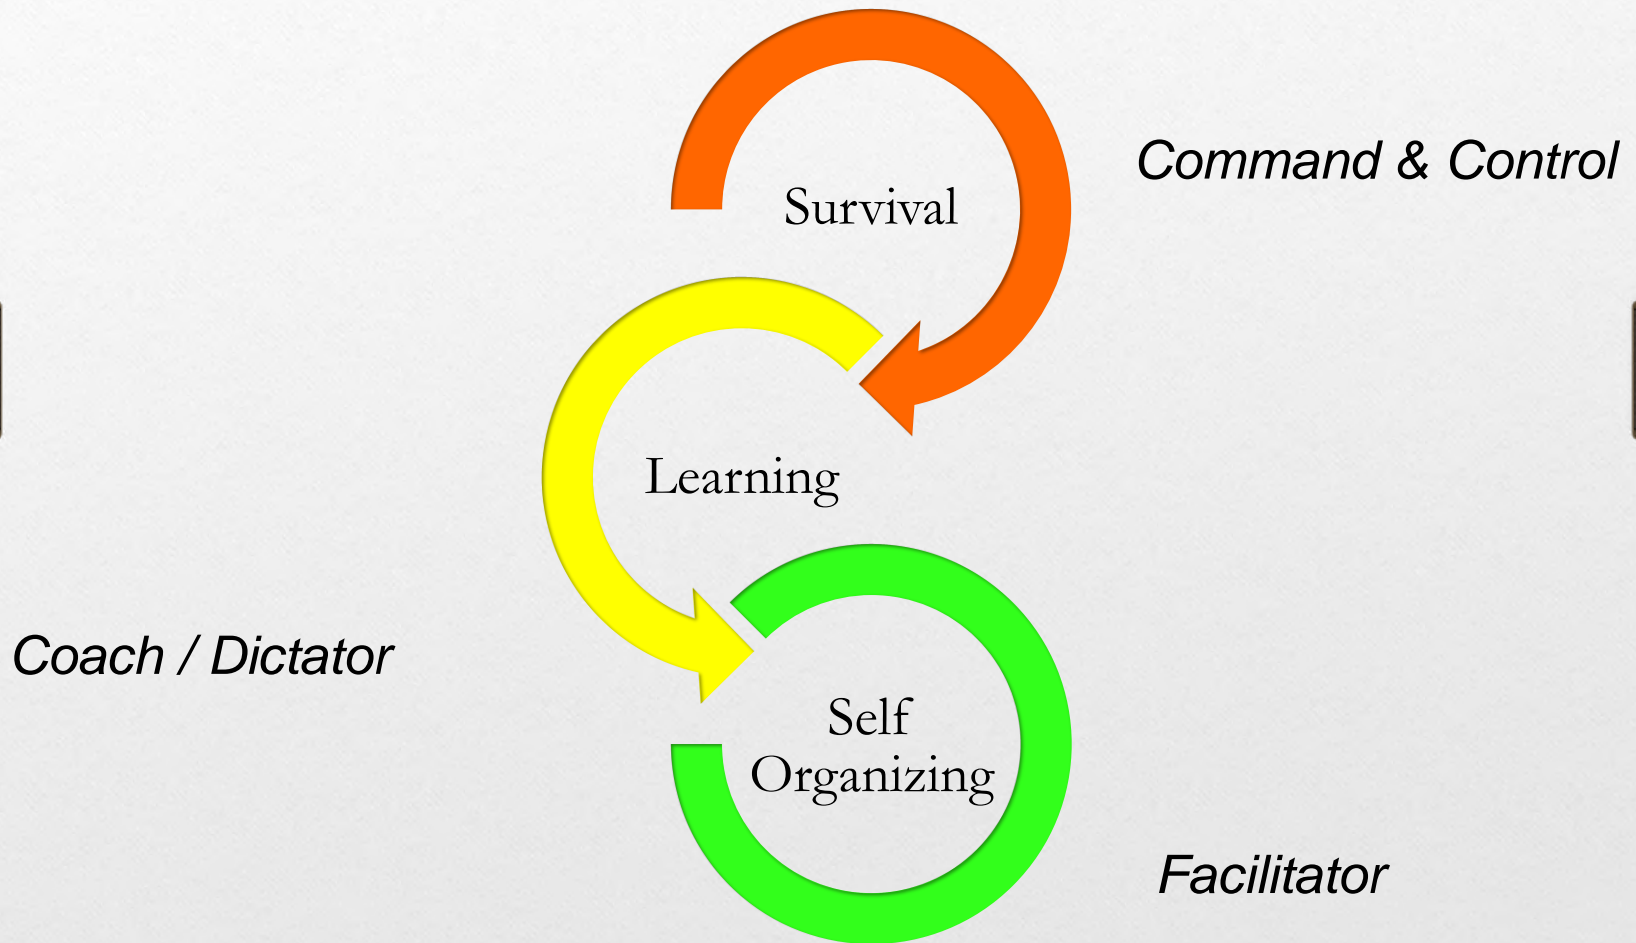 Command & Control
Survival
Learning
Coach / Dictator
Self
Organizing
Facilitator